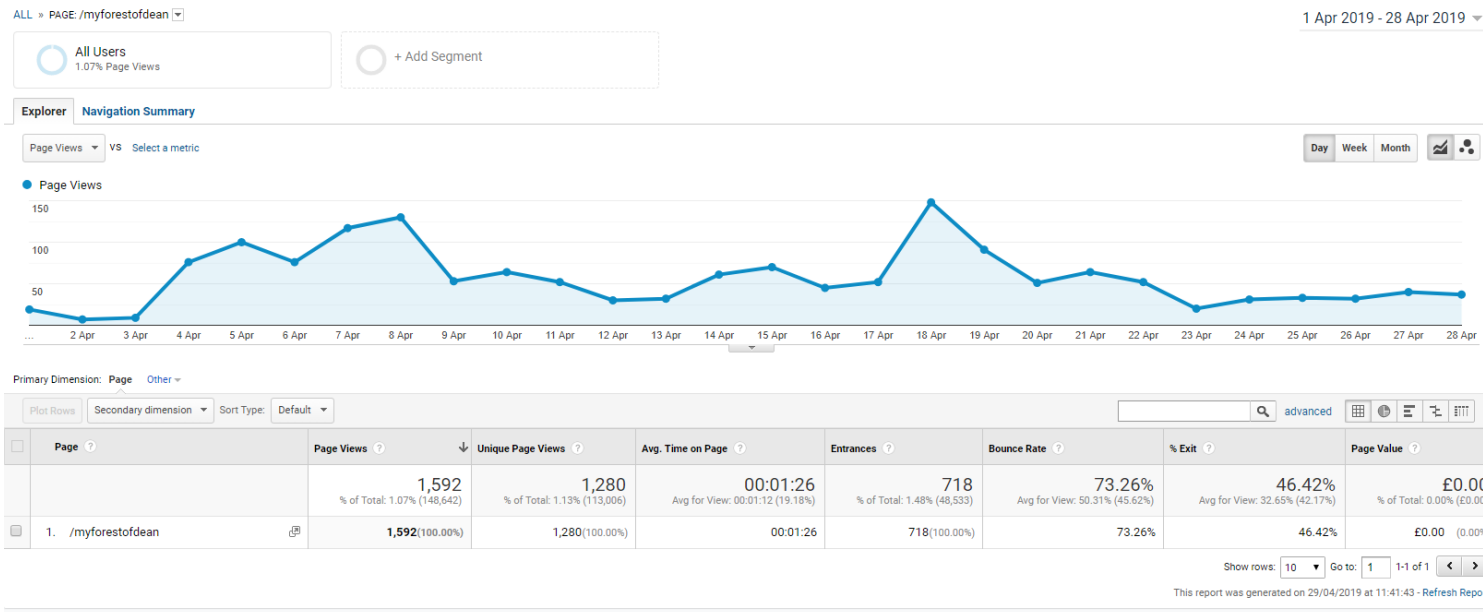 ALL » PAGE: /myforestofdean
1 Apr 2019 - 28 Apr 2019
All Users
1.07% Page Views
+ Add Segment
Explorer Navigation Summary
Page Views VS Select a metric
Day Week Month
Page Views
150
100
50
... 2 Apr 3 Apr 4 Apr 5 Apr 6 Apr 7 Apr 8 Apr 9 Apr 10 Apr 11 Apr 12 Apr 13 Apr 14 Apr 15 Apr 16 Apr 17 Apr 18 Apr 19 Apr 20 Apr 21 Apr 22 Apr 23 Apr 24 Apr 25 Apr 26 Apr 27 Apr 28 Apr
Primary Dimension: Page Other
Plot Rows Secondary dimension Sort Type: Default advanced
Page ? Page Views ? Unique Page Views ? Avg. Time on Page ? Entrances ? Bounce Rate ? % Exit ? Page Value ?
1,592 1,280 00:01:26 718 73.26% 46.42% £0.00
% of Total: 1.07% (148,642) % of Total: 1.13% (113,006) Avg for View: 00:01:12 (19.18%) % of Total: 1.48% (48,533) Avg for View: 50.31% (45.62%) Avg for View: 32.65% (42.17%) % of Total: 0.00% (£0.00
1. /myforestofdean 1,592(100.00%) 1,280(100.00%) 00:01:26 718(100.00%) 73.26% 46.42% £0.00 (0.00%
Show rows: 10 Go to: 1 1-1 of 1
This report was generated on 29/04/2019 at 11:41:43 - Refresh Repo